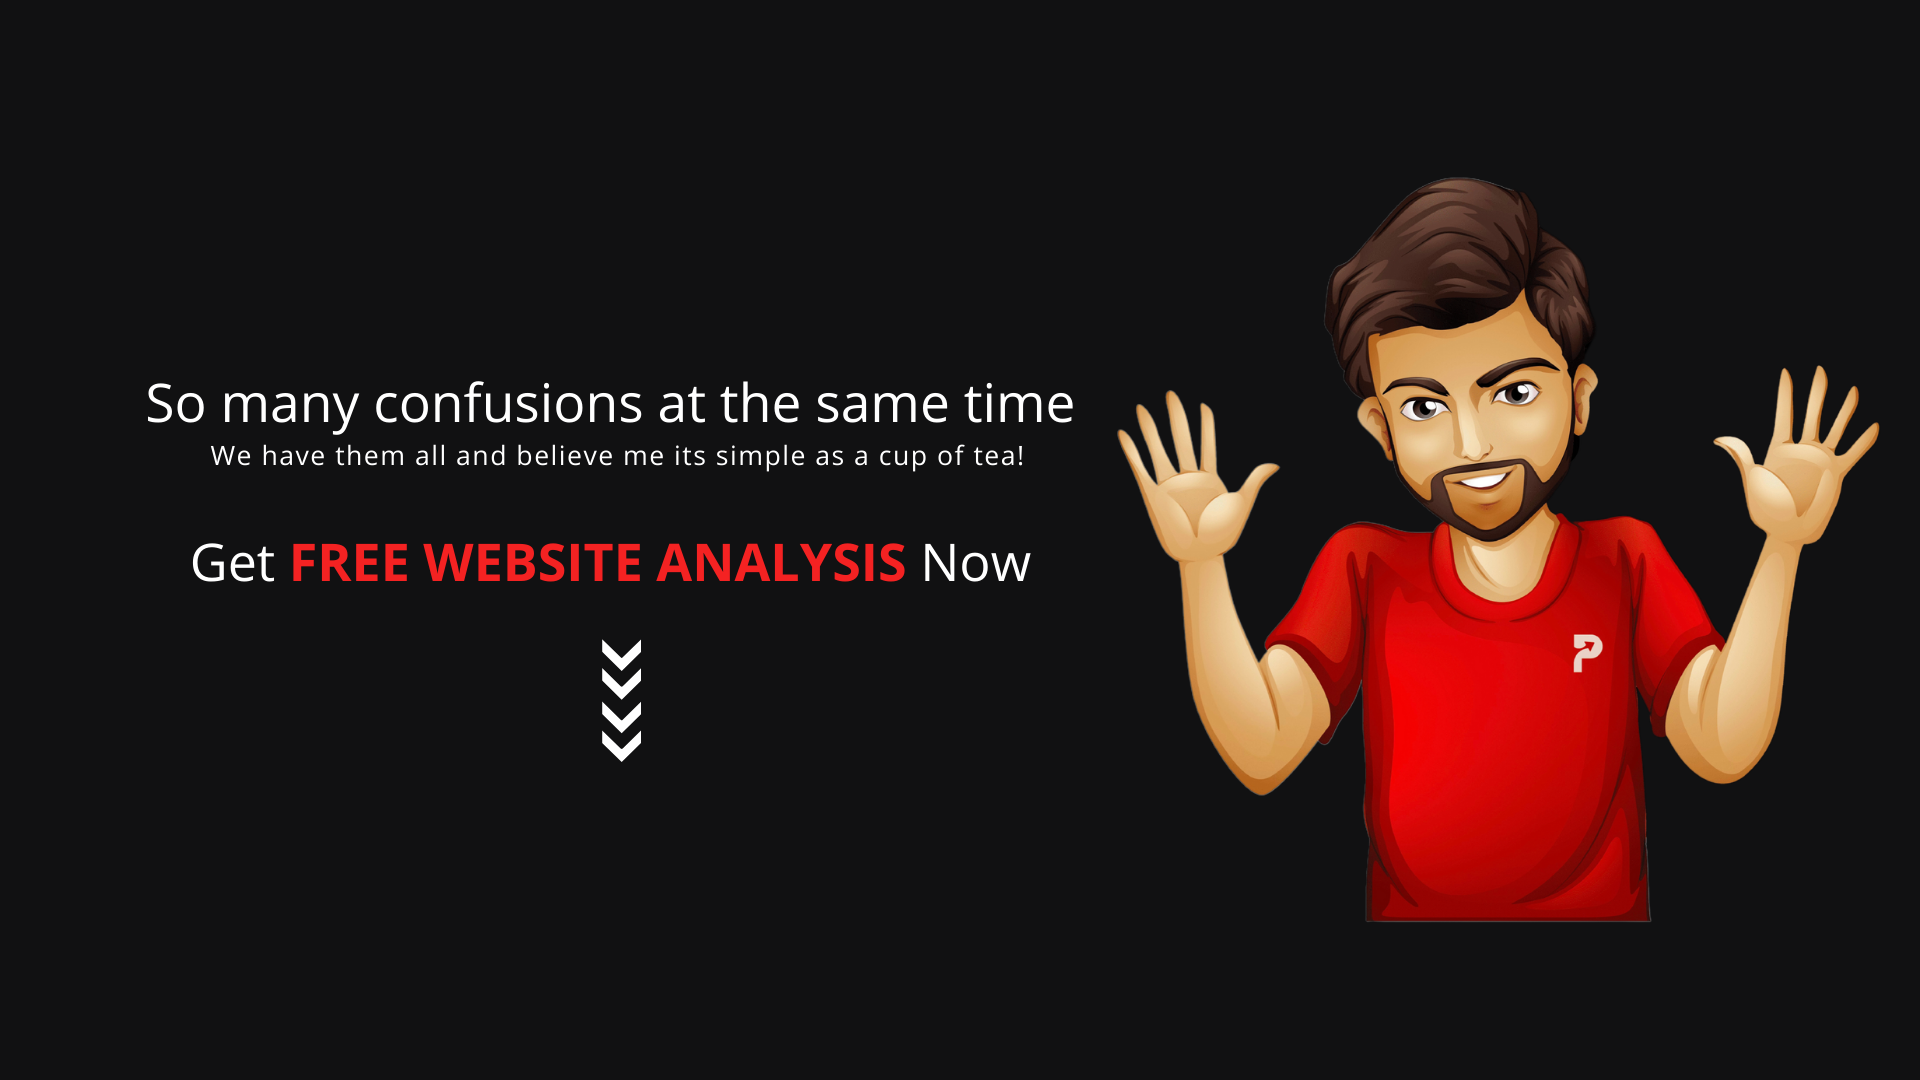 So many confusions at the same time
We have them all and believe me its simple as a cup of tea!
Get FREE WEBSITE ANALYSIS Now
P